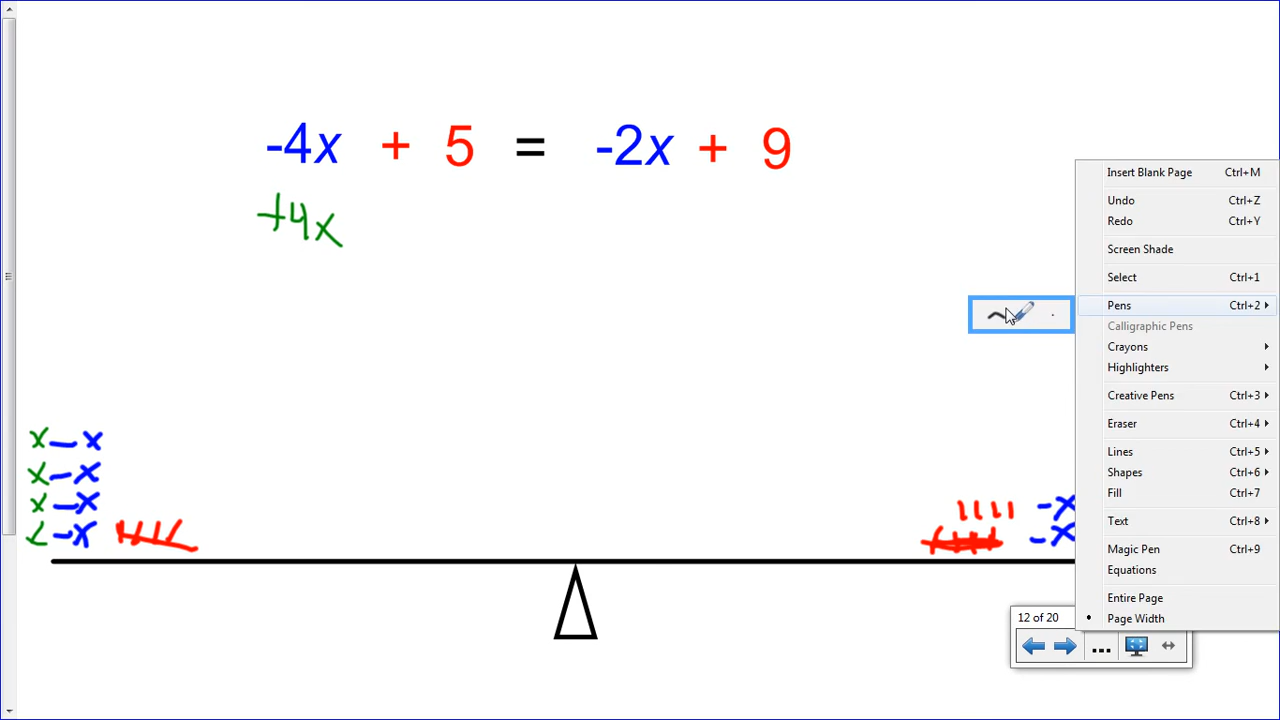 -4x + 5 = -2x + 9
+4x
Insert Blank Page Ctrl+M
Undo Ctrl+Z
Redo Ctrl+Y
Screen Shade
Select Ctrl+1
Pens Ctrl+2
Calligraphic Pens
Crayons
Highlighters
Creative Pens Ctrl+3
Eraser Ctrl+4
Lines Ctrl+5
Shapes Ctrl+6
Fill Ctrl+7
Text Ctrl+8
Magic Pen Ctrl+9
Equations
Entire Page
Page Width
x -x
x -x
x -x
-x
-x
-x
12 of 20